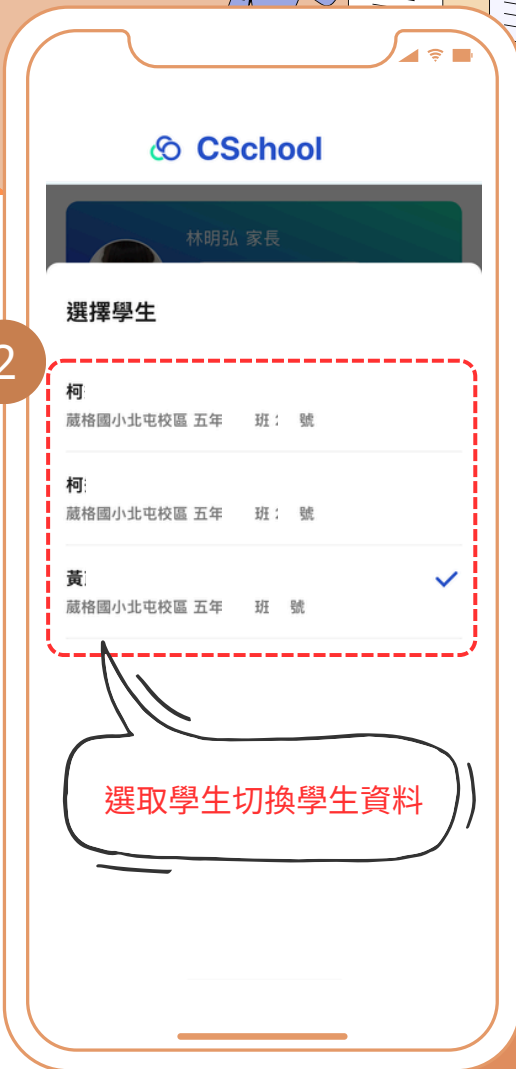 CSchool
林明弘 家長
選擇學生
2
柯
葳格國小北屯校區 五年 班 號
柯
葳格國小北屯校區 五年 班 號
黃
葳格國小北屯校區 五年 班 號
選取學生切換學生資料